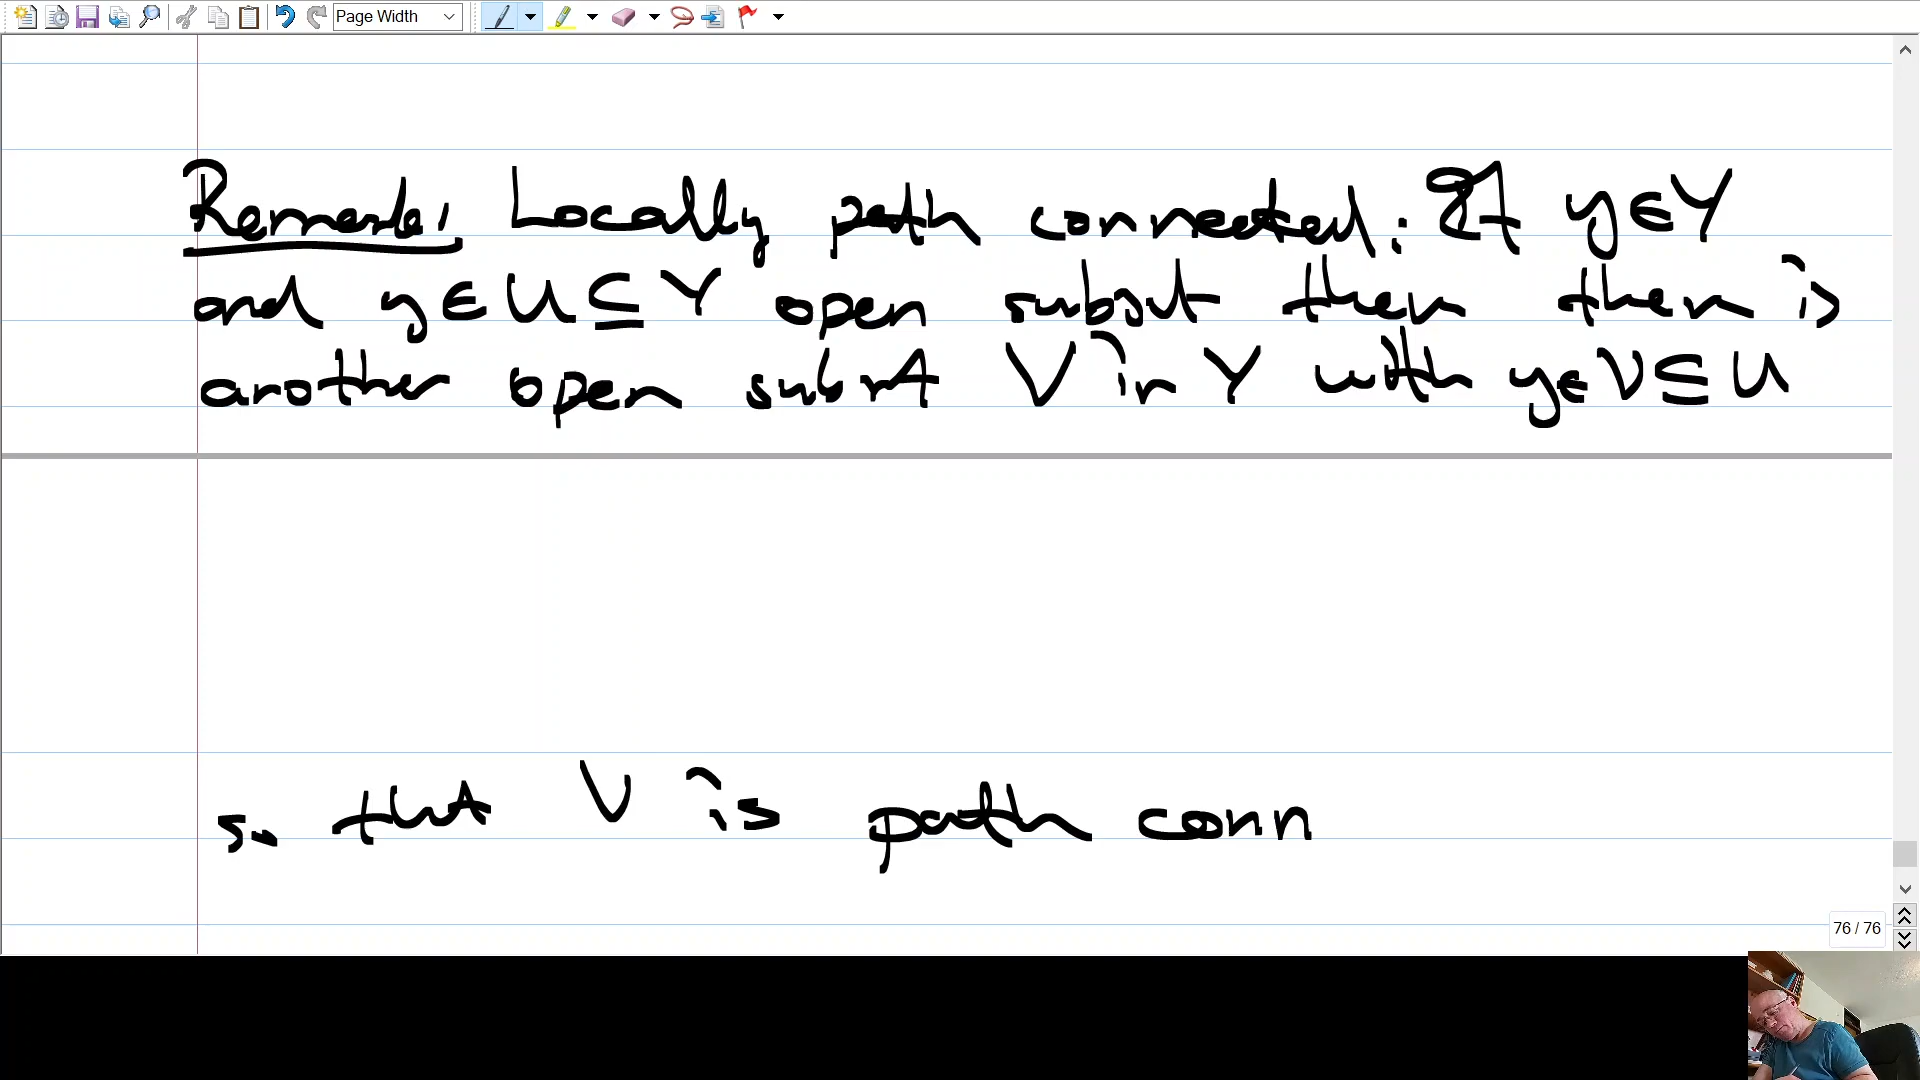 Page Width
Remark: Locally path connected: If y∈Y
and y∈U⊆Y open subset then there is
another open subset V in Y with y∈V⊆U
so that V is path conn
76 / 76